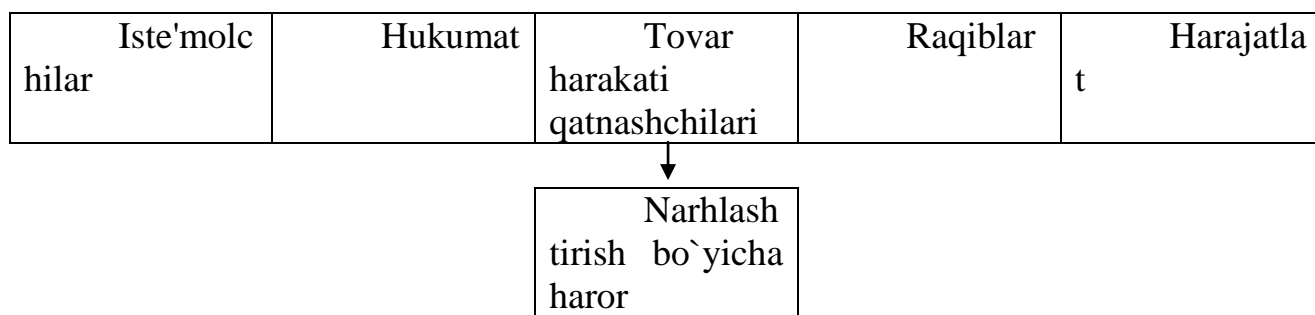 Iste'molc
hilar
Hukumat
Tovar
harakati
qatnashchilari
Raqiblar
Harajatla
t
Narhlash
tirish bo`yicha
haror